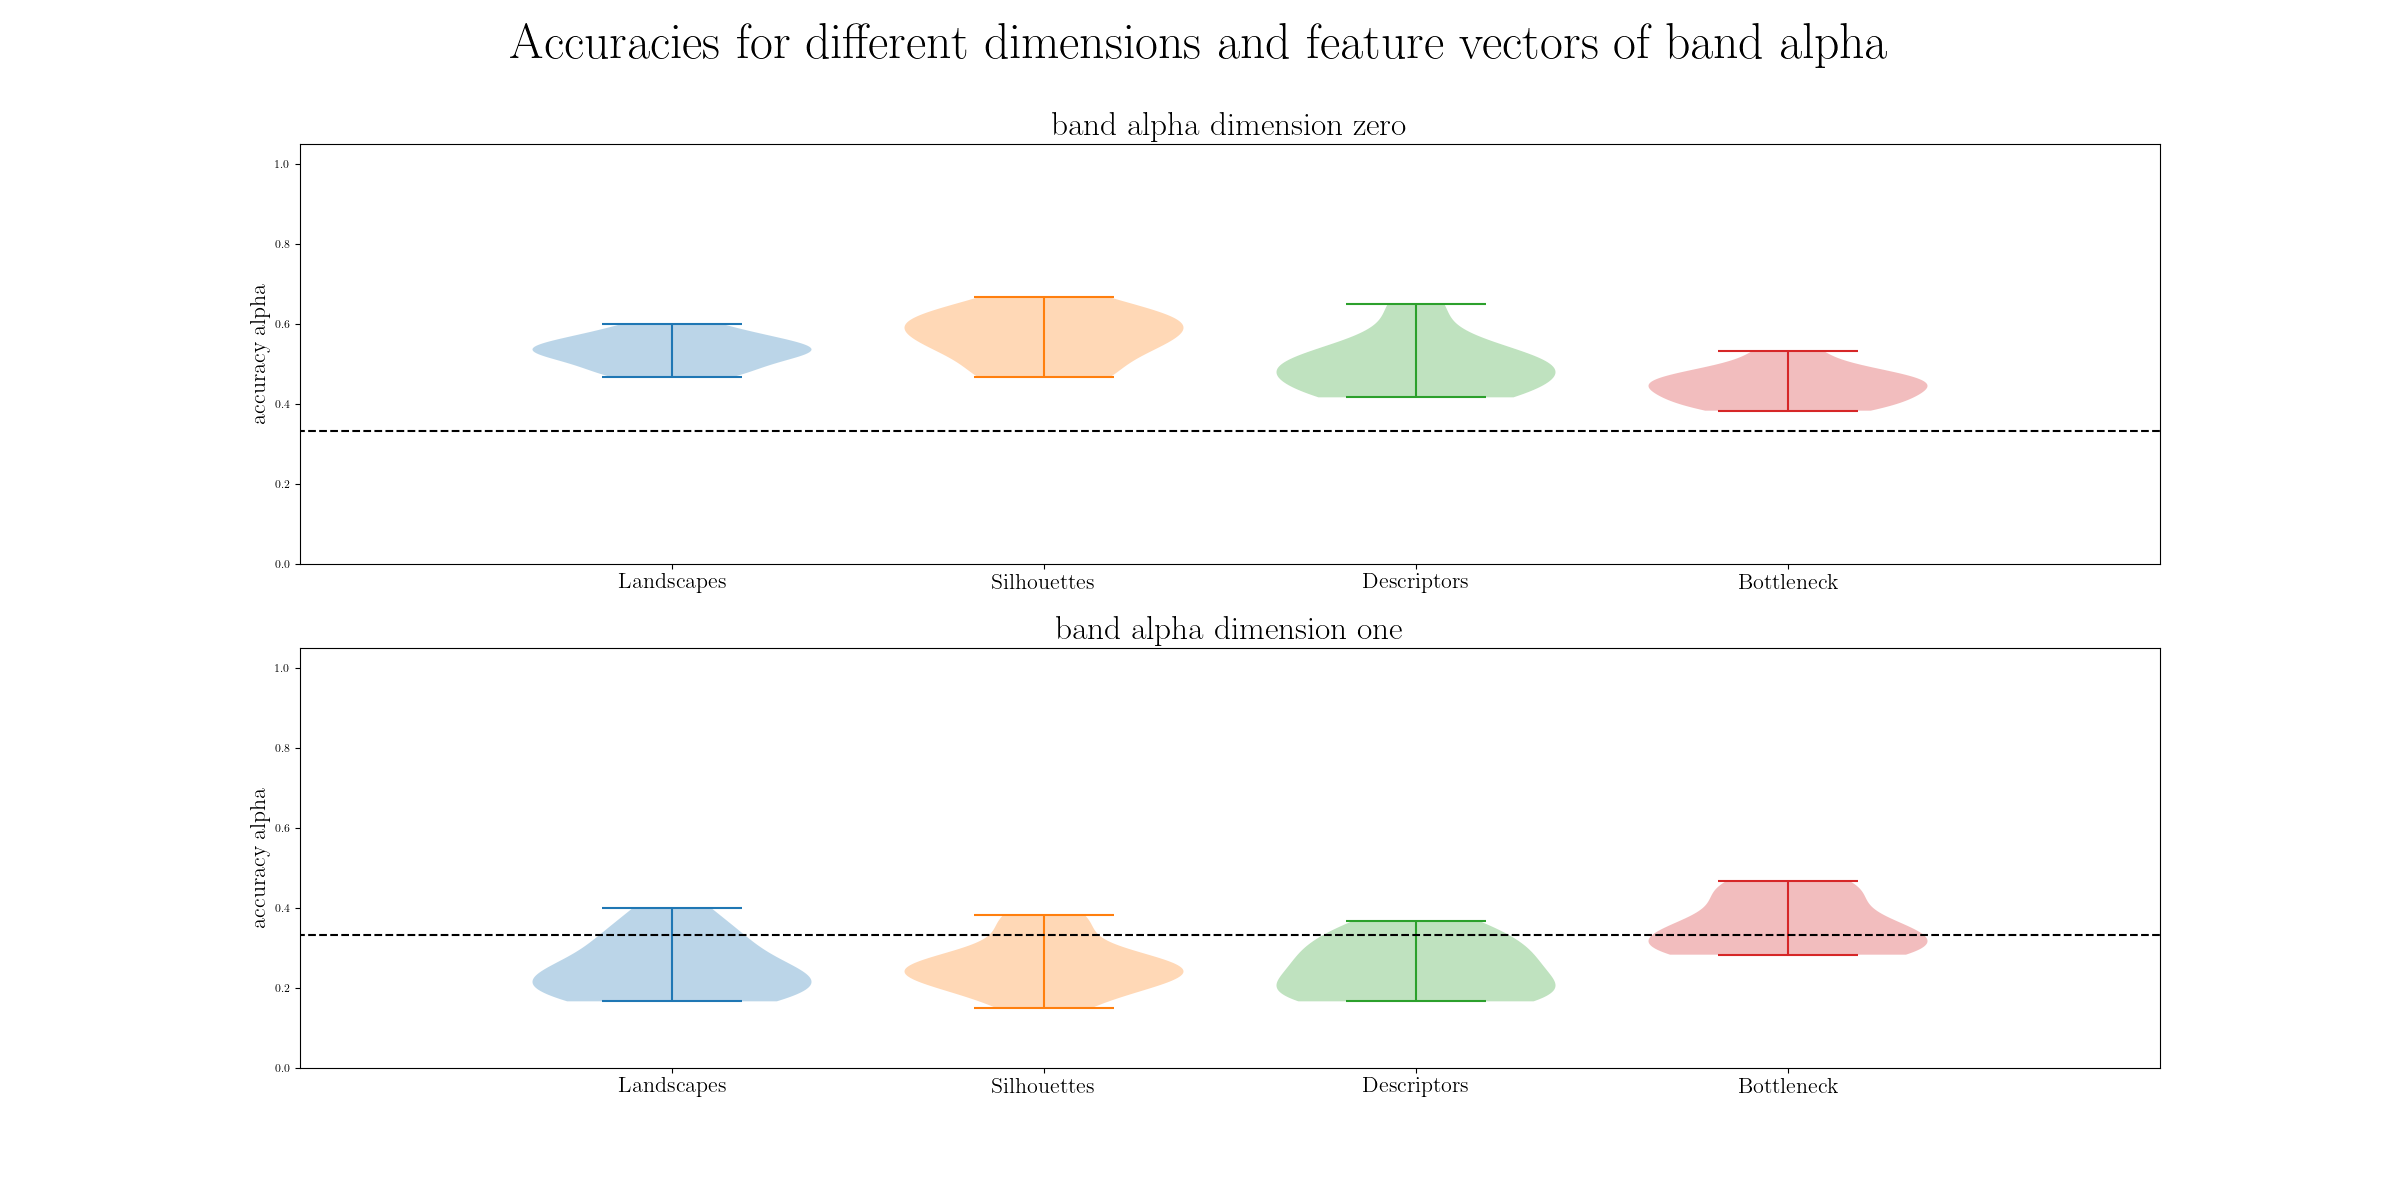 Accuracies for different dimensions and feature vectors of band alpha
band alpha dimension zero
accuracy alpha
1.0
0.8
0.6
0.4
0.2
0.0
Landscapes Silhouettes Descriptors Bottleneck
band alpha dimension one
accuracy alpha
1.0
0.8
0.6
0.4
0.2
0.0
Landscapes Silhouettes Descriptors Bottleneck